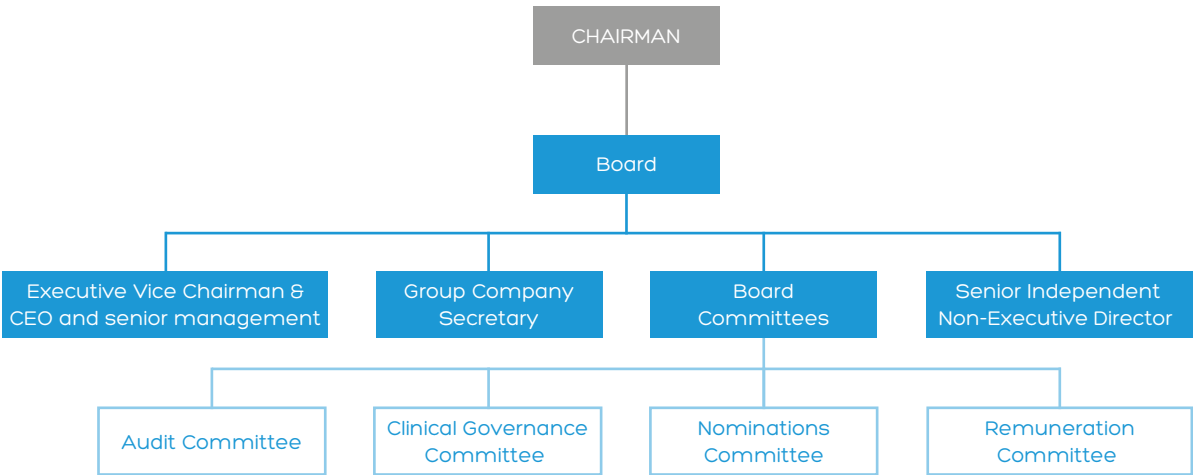 CHAIRMAN
Board
Executive Vice Chairman &
CEO and senior management
Group Company
Secretary
Board
Committees
Senior Independent
Non-Executive Director
Audit Committee
Clinical Governance
Committee
Nominations
Committee
Remuneration
Committee